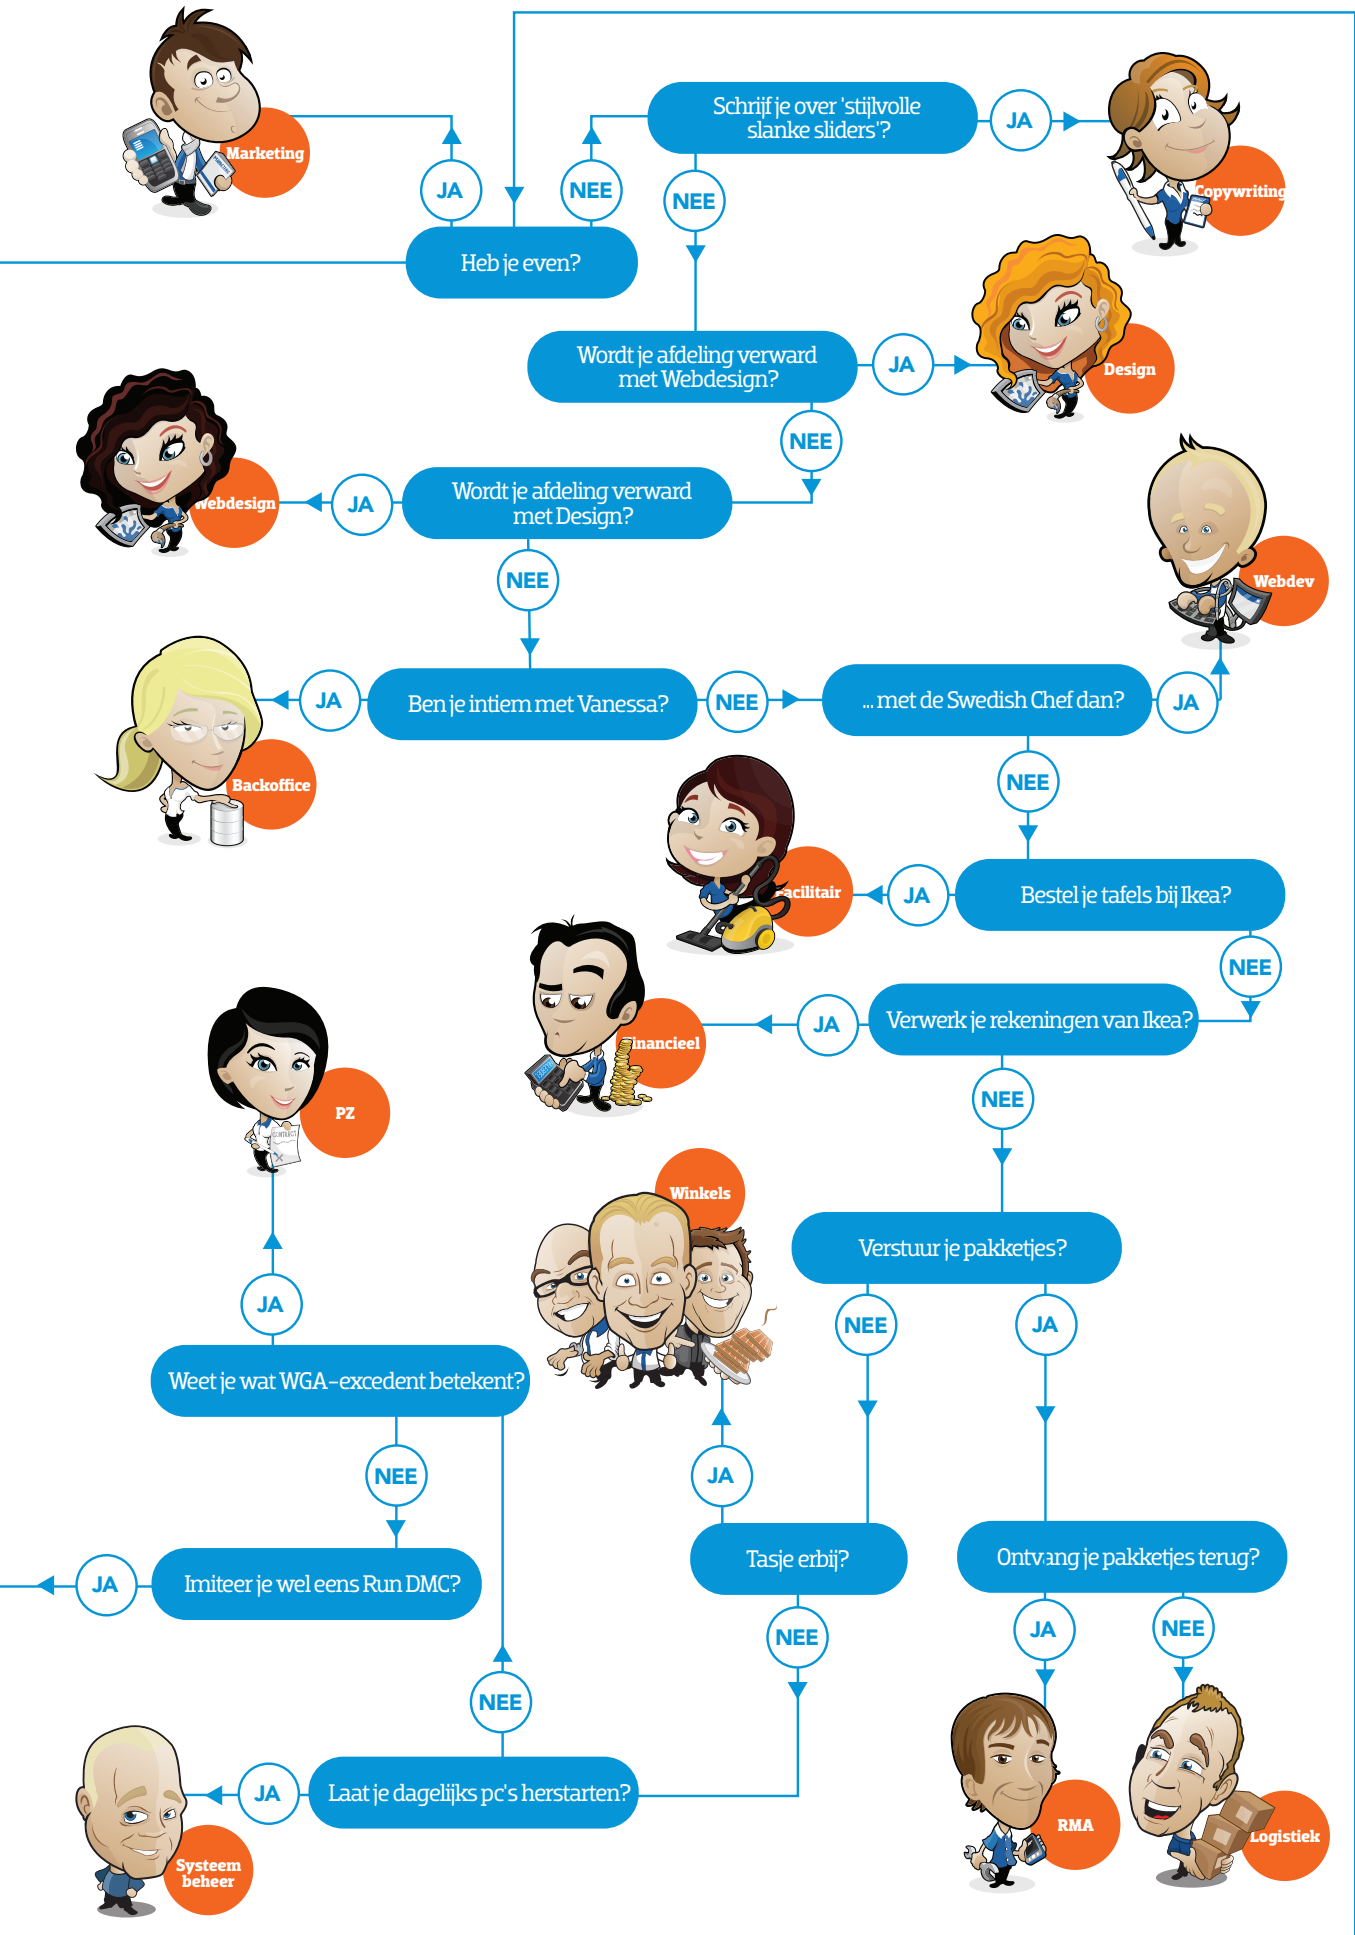 Schrijf je over 'stijlvolle
slanke sliders'?
JA
Marketing
JA
NEE
NEE
Copywriting
Heb je even?
Wordt je afdeling verward
met Webdesign?
JA
Design
NEE
Wordt je afdeling verward
met Design?
JA
Webdesign
NEE
Webdev
Ben je intiem met Vanessa?
JA
NEE
... met de Swedish Chef dan?
JA
Backoffice
NEE
Bestel je tafels bij Ikea?
JA
Facilitair
NEE
Verwerk je rekeningen van Ikea?
JA
Financieel
NEE
PZ
CONTRACT
Winkels
Verstuur je pakketjes?
JA
NEE
JA
Weet je wat WGA-excedent betekent?
NEE
JA
Tasje erbij?
Ontvang je pakketjes terug?
JA
Imiteer je wel eens Run DMC?
NEE
JA
NEE
NEE
JA
Laat je dagelijks pc's herstarten?
RMA
Logistiek
Systeem
beheer